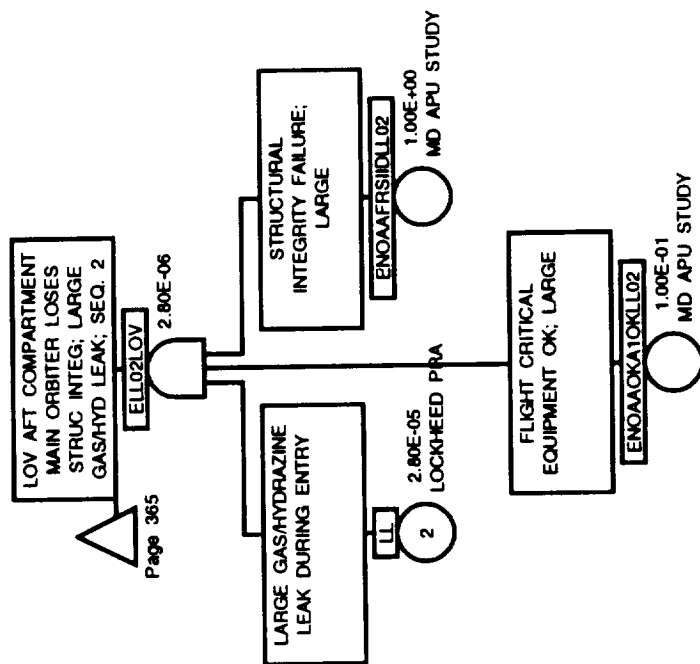 LOV AFT COMPARTMENT
MAIN ORBITER LOSES
STRUC INTEG; LARGE
GAS/HYD LEAK; SEQ. 2
ELL02LOV
2.80E-06
Page 365
LARGE GAS/HYDRAZINE
LEAK DURING ENTRY
LL
2
2.80E-05
LOCKHEED PRA
FLIGHT CRITICAL
EQUIPMENT OK; LARGE
ENOAAOKA1OKLL02
1.00E-01
MD APU STUDY
STRUCTURAL
INTEGRITY FAILURE;
LARGE
ENOAAFRSIIDLL02
1.00E+00
MD APU STUDY